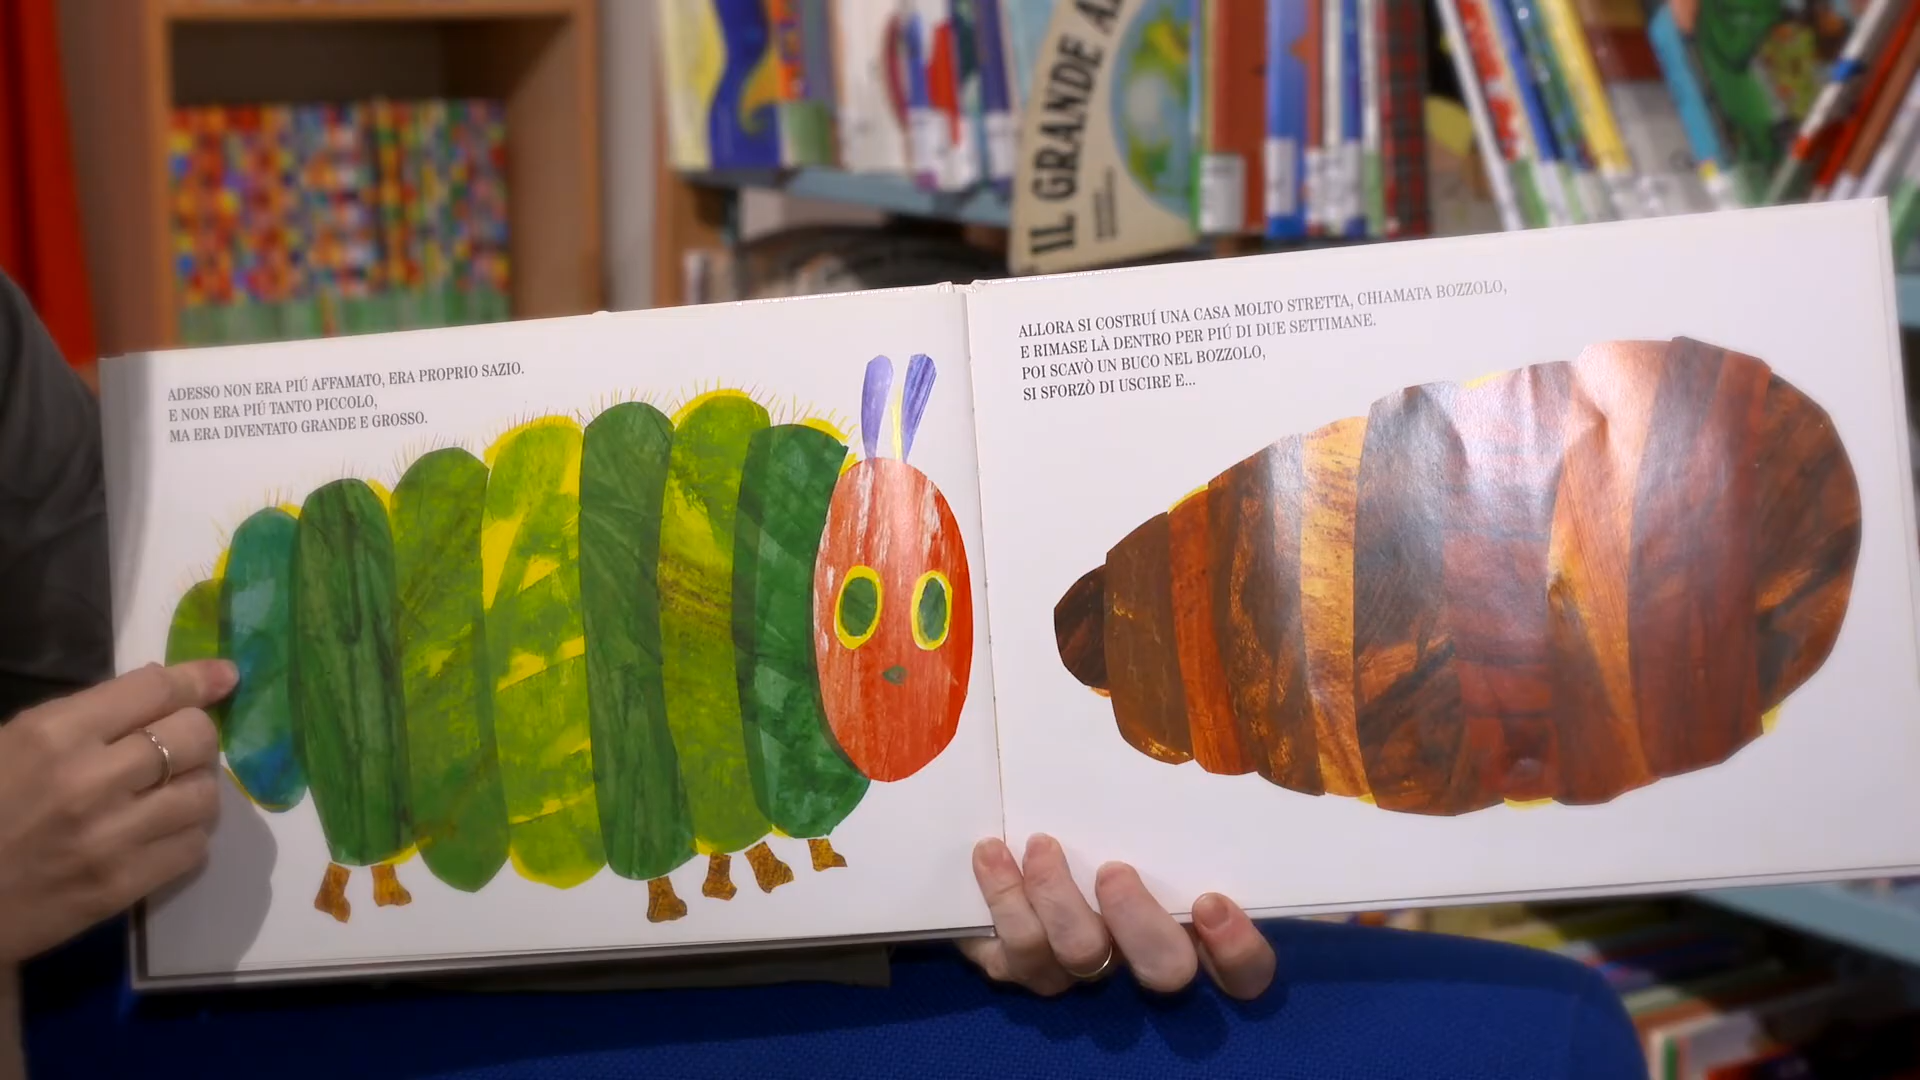 IL GRANDE
ADESSO NON ERA PIÚ AFFAMATO, ERA PROPRIO SAZIO.
E NON ERA PIÚ TANTO PICCOLO,
MA ERA DIVENTATO GRANDE E GROSSO.
ALLORA SI COSTRUÍ UNA CASA MOLTO STRETTA, CHIAMATA BOZZOLO,
E RIMASE LÀ DENTRO PER PIÚ DI DUE SETTIMANE.
POI SCAVÒ UN BUCO NEL BOZZOLO,
SI SFORZÒ DI USCIRE E...